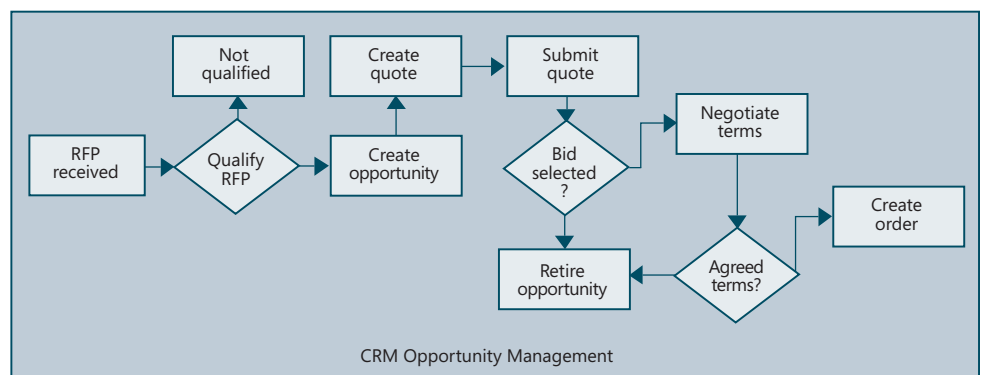 Not
qualified
Create
quote
Submit
quote
Negotiate
terms
RFP
received
Qualify
RFP
Create
opportunity
Bid
selected
?
Create
order
Retire
opportunity
Agreed
terms?
CRM Opportunity Management